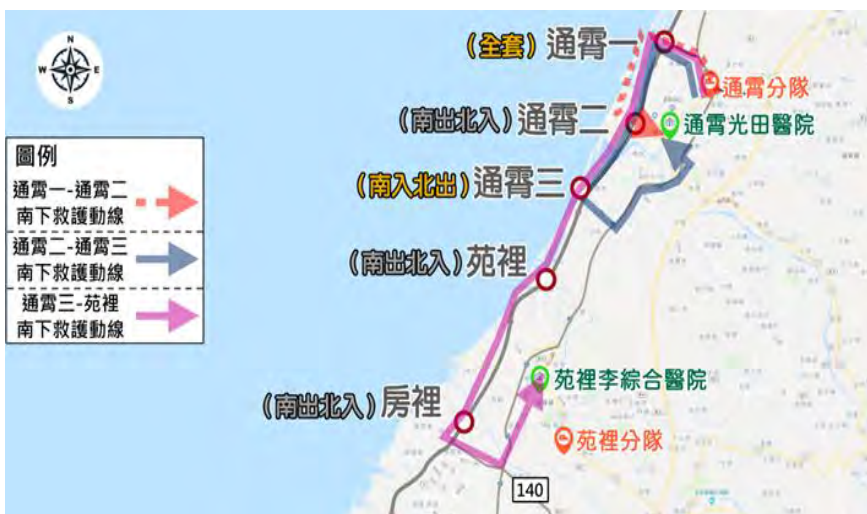 N
W E
S
(全套) 通霄一
通霄分隊
(南出北入) 通霄二
通霄光田醫院
圖例
通霄一-通霄二
南下救護動線
通霄二-通霄三
南下救護動線
通霄三-苑裡
南下救護動線
(南入北出) 通霄三
(南出北入) 苑裡
苑裡李綜合醫院
(南出北入) 房裡
苑裡分隊
140